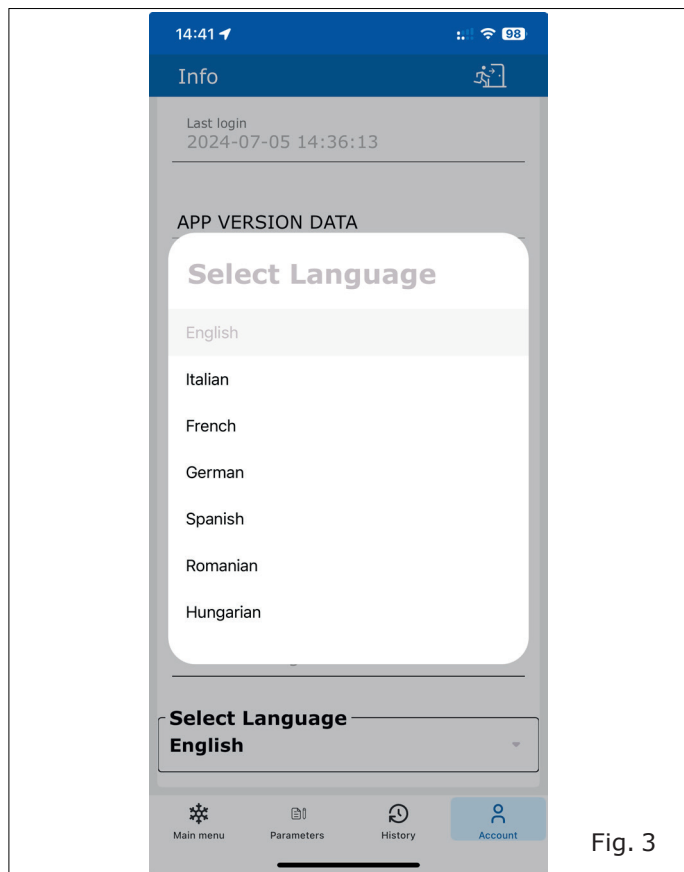 14:41
98
Info
Last login
2024-07-05 14:36:13
APP VERSION DATA
Select Language
English
Italian
French
German
Spanish
Romanian
Hungarian
Select Language
English
Main menu Parameters History Account
Fig. 3